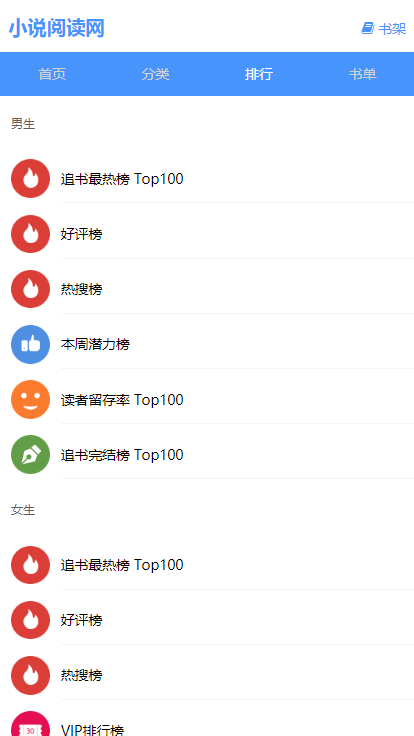 小说阅读网
书架
首页 分类 排行 书单
男生
追书最热榜 Top100
好评榜
热搜榜
本周潜力榜
读者留存率 Top100
追书完结榜 Top100
女生
追书最热榜 Top100
好评榜
热搜榜
30
VIP排行榜